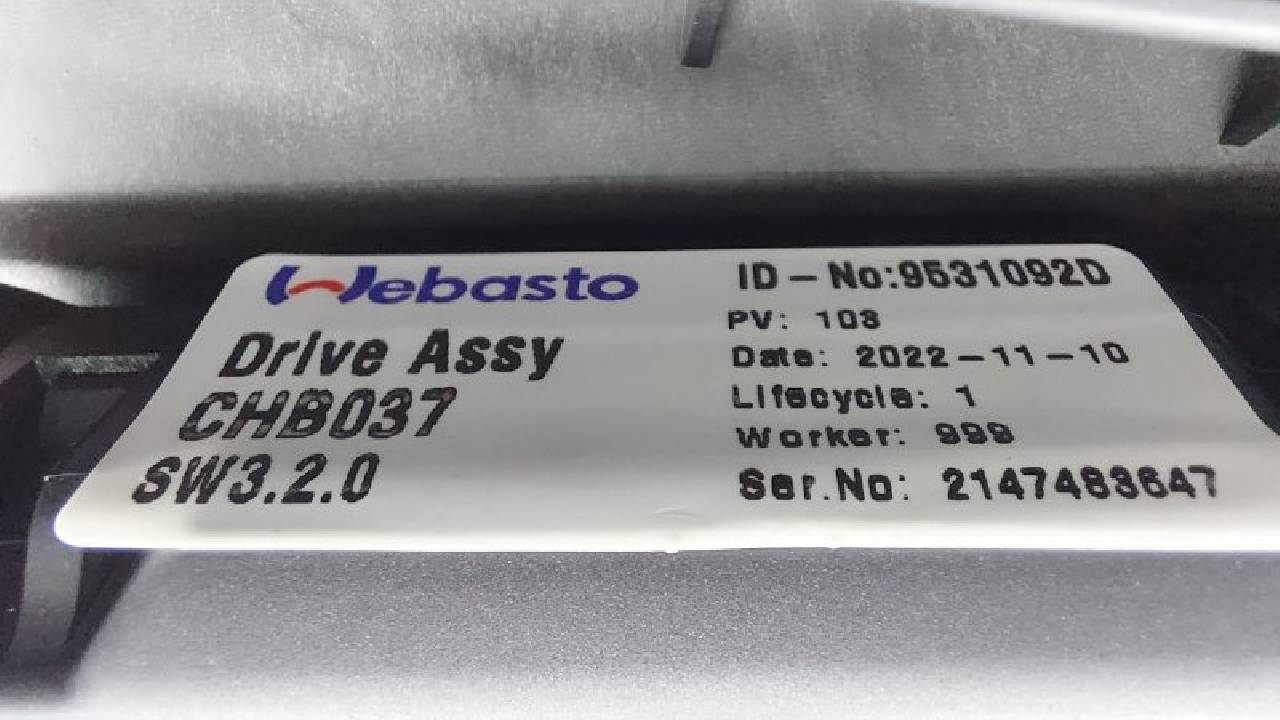 Webasto
Drive Assy
CHB037
SW3.2.0
ID-No:9531092D
PV: 103
Date: 2022-11-10
Lifecycle: 1
Worker: 999
Ser.No: 2147483647